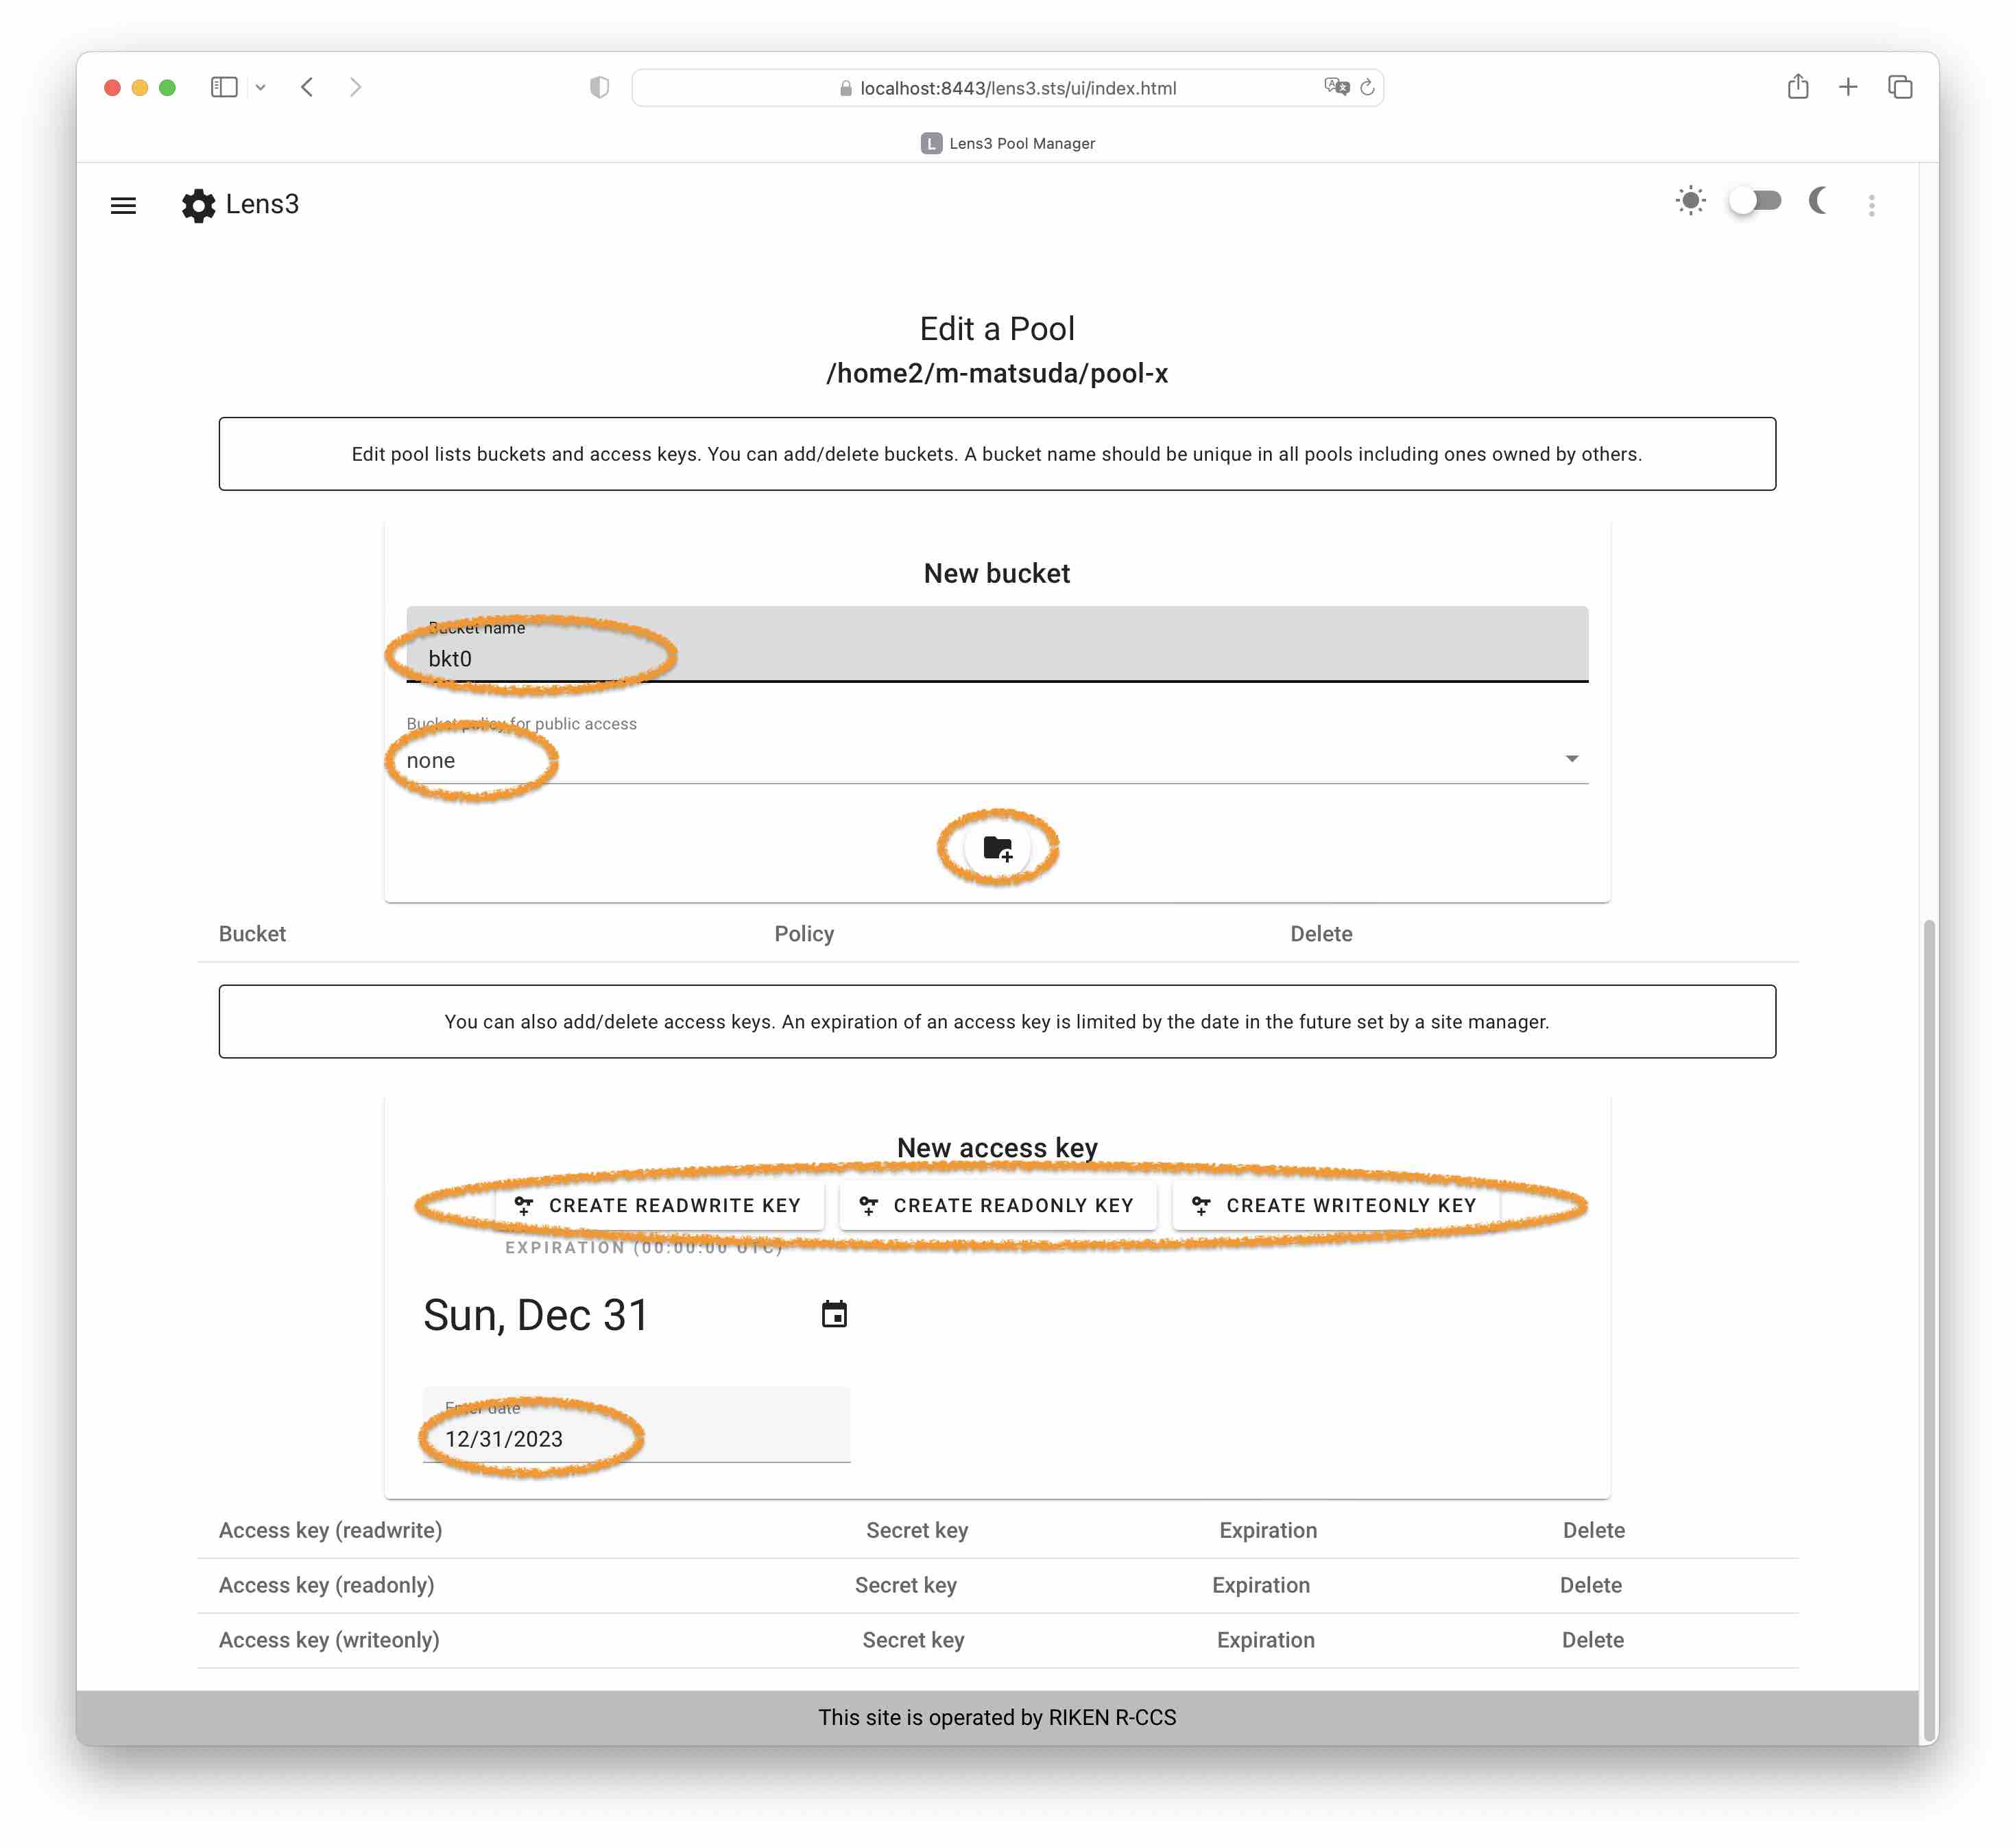 localhost:8443/lens3.sts/ui/index.html
L Lens3 Pool Manager
Lens3
Edit a Pool
/home2/m-matsuda/pool-x
Edit pool lists buckets and access keys. You can add/delete buckets. A bucket name should be unique in all pools including ones owned by others.
New bucket
Bucket name
bkt0
Bucket policy for public access
none
Bucket Policy Delete
You can also add/delete access keys. An expiration of an access key is limited by the date in the future set by a site manager.
New access key
CREATE READWRITE KEY CREATE READONLY KEY CREATE WRITEONLY KEY
EXPIRATION (00:00:00 UTC)
Sun, Dec 31
Enter date
12/31/2023
Access key (readwrite) Secret key Expiration Delete
Access key (readonly) Secret key Expiration Delete
Access key (writeonly) Secret key Expiration Delete
This site is operated by RIKEN R-CCS